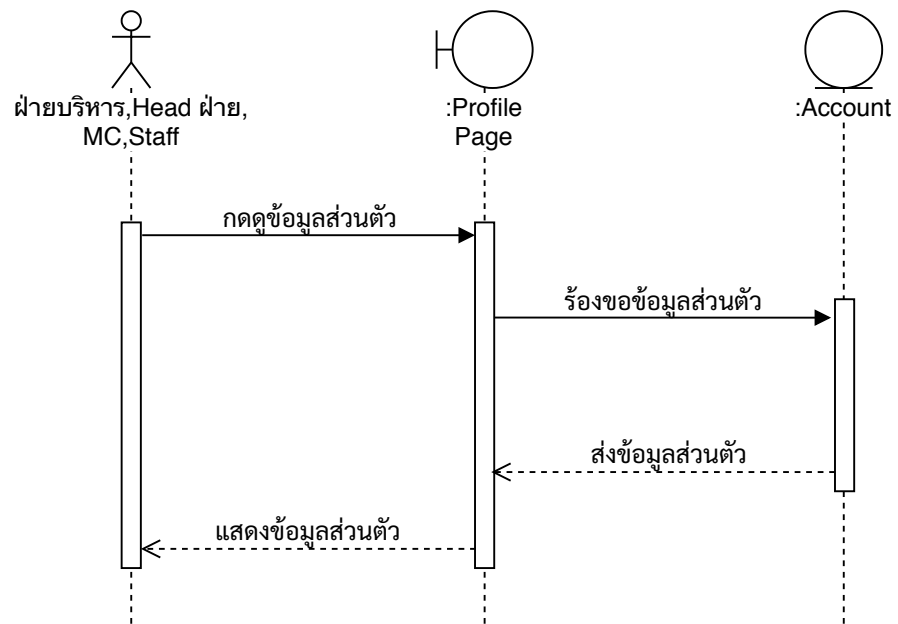 ฝ่ายบริหาร,Head ฝ่าย,
MC,Staff
:Profile
Page
:Account
กดดูข้อมูลส่วนตัว
ร้องขอข้อมูลส่วนตัว
ส่งข้อมูลส่วนตัว
แสดงข้อมูลส่วนตัว